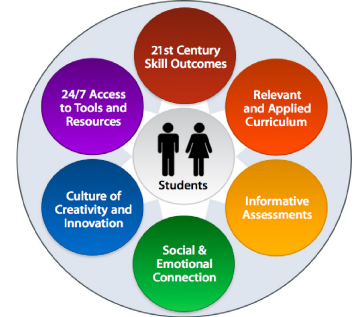 21st Century
Skill Outcomes
Relevant
and Applied
Curriculum
Informative
Assessments
Social &
Emotional
Connection
Culture of
Creativity and
Innovation
24/7 Access
to Tools and
Resources
Students